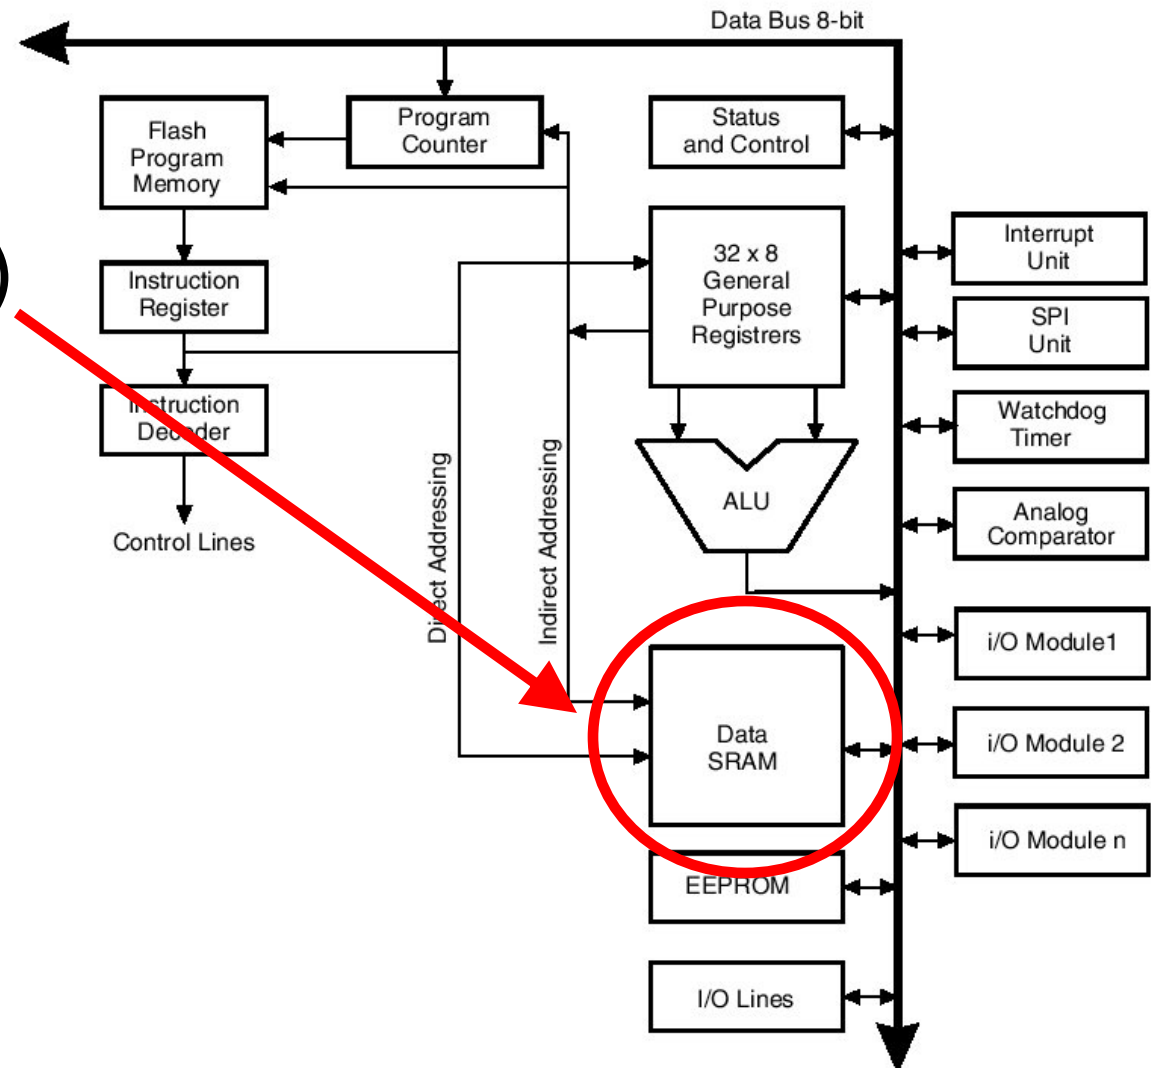 Data Bus 8-bit
Flash
Program
Memory
Program
Counter
Status
and Control
Instruction
Register
32 x 8
General
Purpose
Registrers
Interrupt
Unit
SPI
Unit
Instruction
Decoder
Watchdog
Timer
Control Lines
Direct Addressing
Indirect Addressing
ALU
Analog
Comparator
i/O Module1
Data
SRAM
i/O Module 2
i/O Module n
EEPROM
I/O Lines